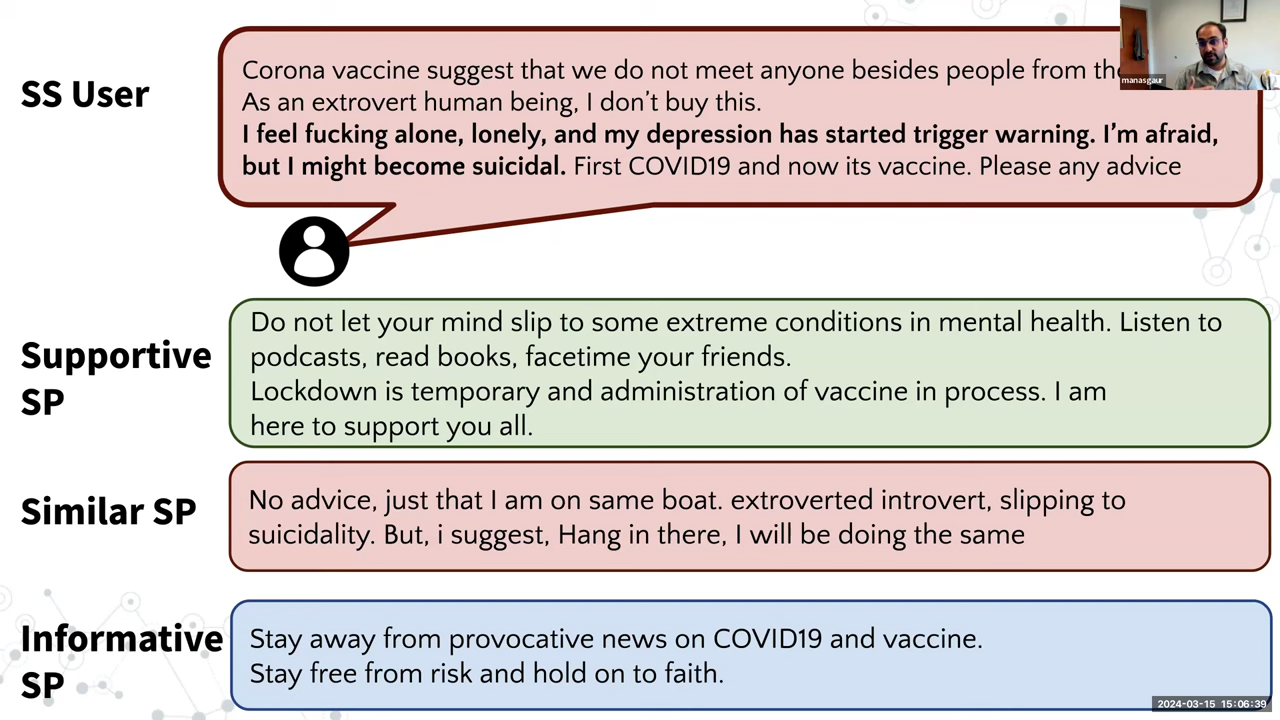 SS User
Corona vaccine suggest that we do not meet anyone besides people from
As an extrovert human being, I don't buy this.
I feel fucking alone, lonely, and my depression has started trigger warning. I'm afraid,
but I might become suicidal. First COVID19 and now its vaccine. Please any advice
manasgaur
Supportive
SP
Do not let your mind slip to some extreme conditions in mental health. Listen to
podcasts, read books, facetime your friends.
Lockdown is temporary and administration of vaccine in process. I am
here to support you all.
Similar SP
No advice, just that I am on same boat. extroverted introvert, slipping to
suicidality. But, i suggest, Hang in there, I will be doing the same
Informative
SP
Stay away from provocative news on COVID19 and vaccine.
Stay free from risk and hold on to faith.
2024-03-15 15:06:39